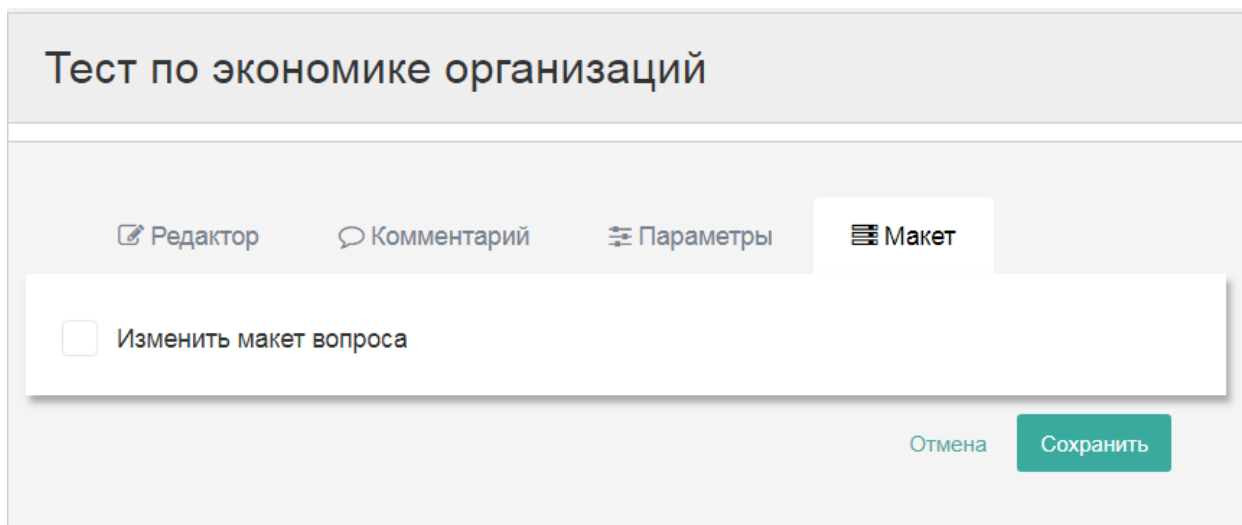 Тест по экономике организаций
Редактор Комментарий Параметры Макет
Изменить макет вопроса
Отмена Сохранить